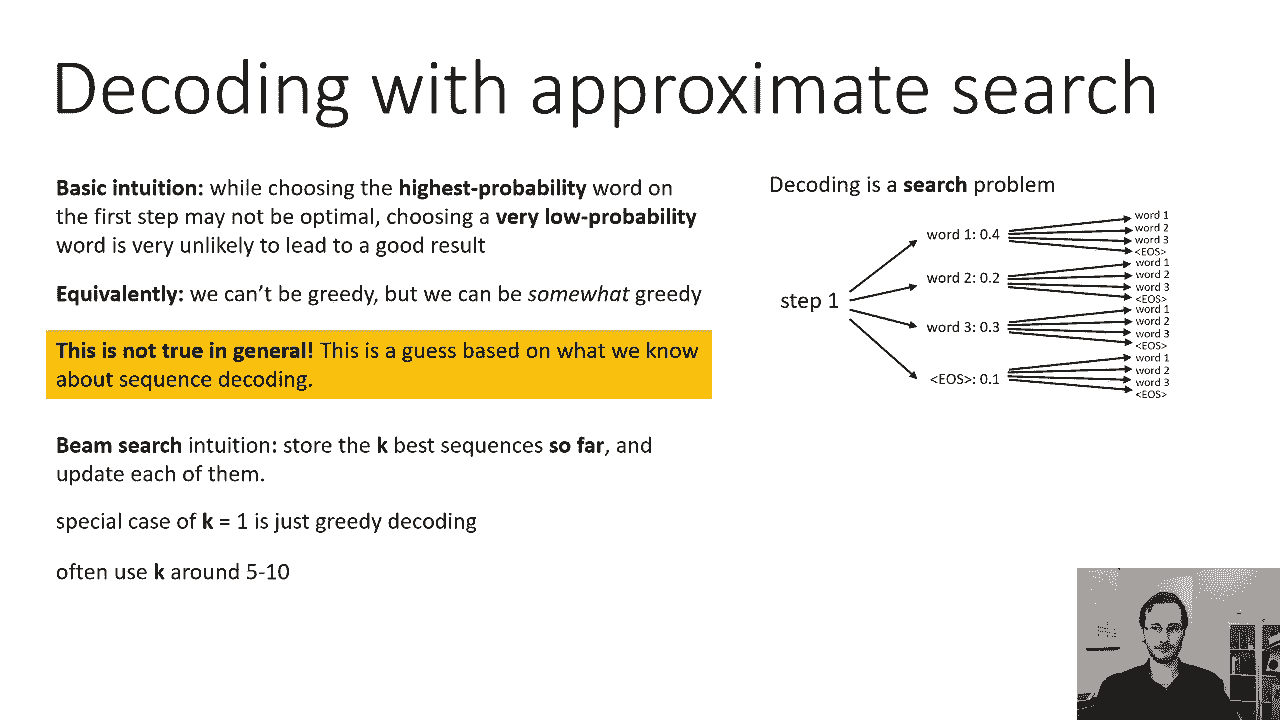 Decoding with approximate search
Basic intuition: while choosing the highest-probability word on
the first step may not be optimal, choosing a very low-probability
word is very unlikely to lead to a good result
Equivalently: we can't be greedy, but we can be somewhat greedy
This is not true in general! This is a guess based on what we know
about sequence decoding.
Beam search intuition: store the k best sequences so far, and
update each of them.
special case of k = 1 is just greedy decoding
often use k around 5-10
Decoding is a search problem
step 1
word 1: 0.4
word 2: 0.2
word 3: 0.3
<EOS>: 0.1
word 1
word 2
word 3
<EOS>
word 1
word 2
word 3
<EOS>
word 1
word 2
word 3
<EOS>
word 1
word 2
word 3
<EOS>